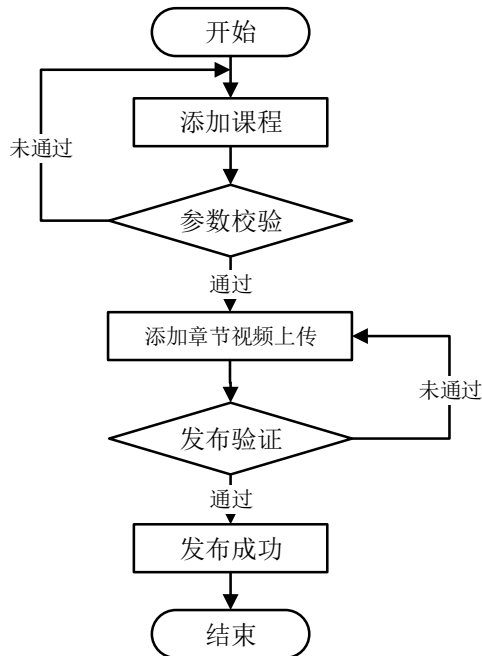 开始
添加课程
未通过
参数校验
通过
添加章节视频上传
未通过
发布验证
通过
发布成功
结束